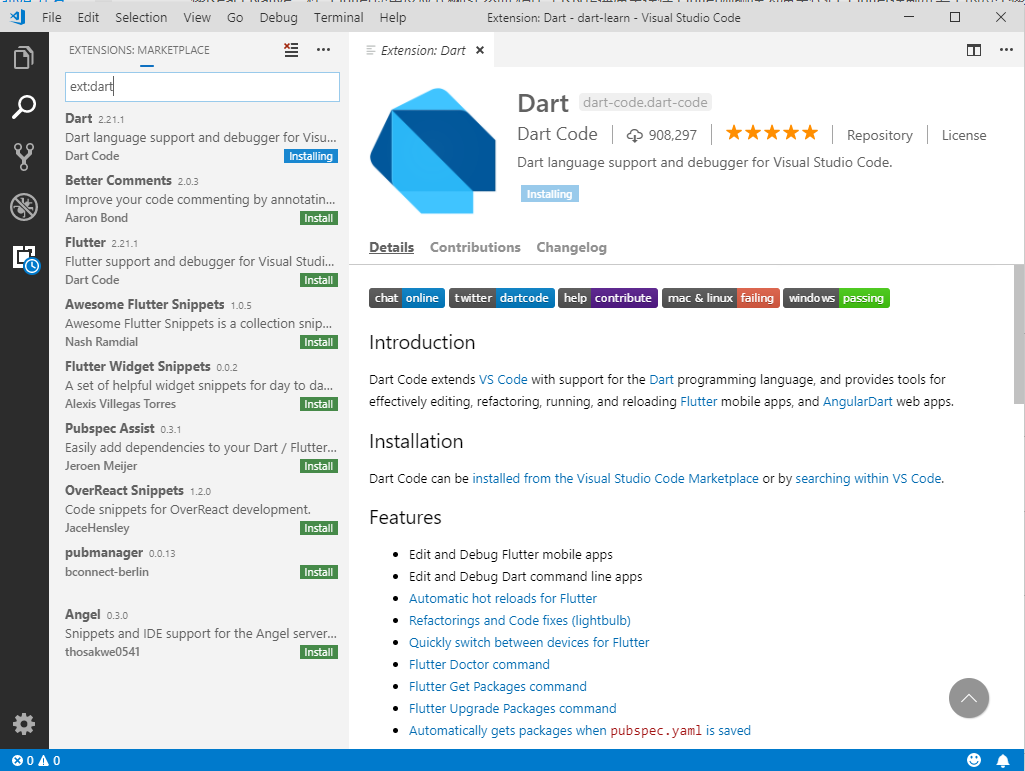 File Edit Selection View Go Debug Terminal Help Extension: Dart - dart-learn - Visual Studio Code
EXTENSIONS: MARKETPLACE
ext:dart
Dart 2.21.1
Dart language support and debugger for Visu...
Dart Code Installing
Better Comments 2.0.3
Improve your code commenting by annotatin...
Aaron Bond Install
Flutter 2.21.1
Flutter support and debugger for Visual Studi...
Dart Code Install
Awesome Flutter Snippets 1.0.5
Awesome Flutter Snippets is a collection snip...
Nash Ramdial Install
Flutter Widget Snippets 0.0.2
A set of helpful widget snippets for day to da...
Alexis Villegas Torres Install
Pubspec Assist 0.3.1
Easily add dependencies to your Dart / Flutter...
Jeroen Meijer Install
OverReact Snippets 1.2.0
Code snippets for OverReact development.
JaceHensley Install
pubmanager 0.0.13
bconnect-berlin Install
Angel 0.3.0
Snippets and IDE support for the Angel server...
thosakwe0541 Install
Extension: Dart
Dart dart-code.dart-code
Dart Code 908,297 Repository License
Dart language support and debugger for Visual Studio Code.
Installing
Details Contributions Changelog
chat online twitter dartcode help contribute mac & linux failing windows passing
Introduction
Dart Code extends VS Code with support for the Dart programming language, and provides tools for
effectively editing, refactoring, running, and reloading Flutter mobile apps, and AngularDart web apps.
Installation
Dart Code can be installed from the Visual Studio Code Marketplace or by searching within VS Code.
Features
Edit and Debug Flutter mobile apps
Edit and Debug Dart command line apps
Automatic hot reloads for Flutter
Refactorings and Code fixes (lightbulb)
Quickly switch between devices for Flutter
Flutter Doctor command
Flutter Get Packages command
Flutter Upgrade Packages command
Automatically gets packages when pubspec.yaml is saved
0 0